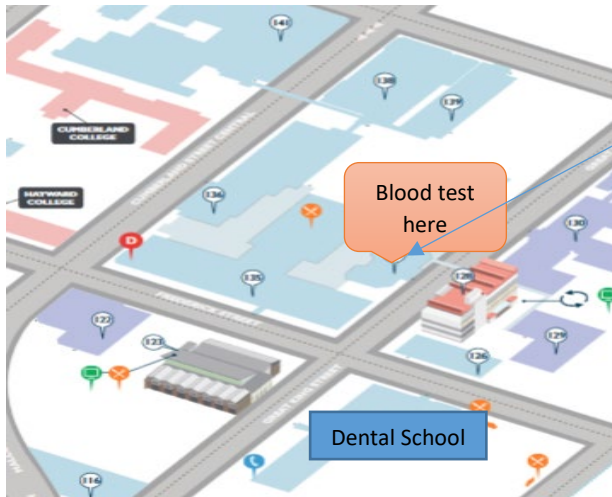 141
138
139
CUMBERLAND
COLLEGE
CUMBERLAND STREET CENTRAL
HAYWARD
COLLEGE
136
Blood test
here
D
130
135
128
122
FREDERICK STREET
123
129
126
GREAT KING STREET
Dental School
116